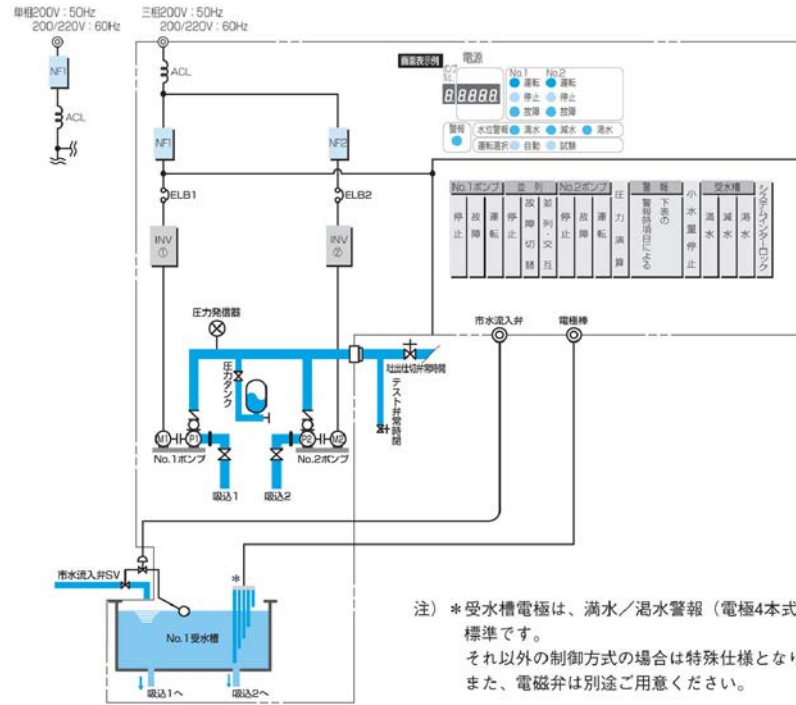 単相200V：50Hz
200/220V：60Hz
三相200V：50Hz
200/220V：60Hz
NF1
ACL
ACL
NF1
NF2
ELB1
ELB2
INV
①
INV
②
画面表示例
電源
No.1 No.2
運転 運転
停止 停止
故障 故障
警報
水位警報 満水 減水 渇水
運転選択 自動 試験
No.1ポンプ
停止
故障
運転
並列
停止
故障切替
並列・交互
No.2ポンプ
停止
故障
運転
圧力演算
警報
下表の
警報時項目による
小水量停止
受水槽
満水
減水
渇水
システムインターロック
市水流入弁
電極棒
圧力発信器
圧力タンク
吐出仕切弁常時開
テスト弁常時閉
M1
P1
P2
M2
No.1ポンプ
No.2ポンプ
吸込1
吸込2
市水流入弁SV
*
No.1受水槽
吸込1へ
吸込2へ
注）＊受水槽電極は、満水／渇水警報（電極4本式
標準です。
それ以外の制御方式の場合は特殊仕様となり
また、電磁弁は別途ご用意ください。